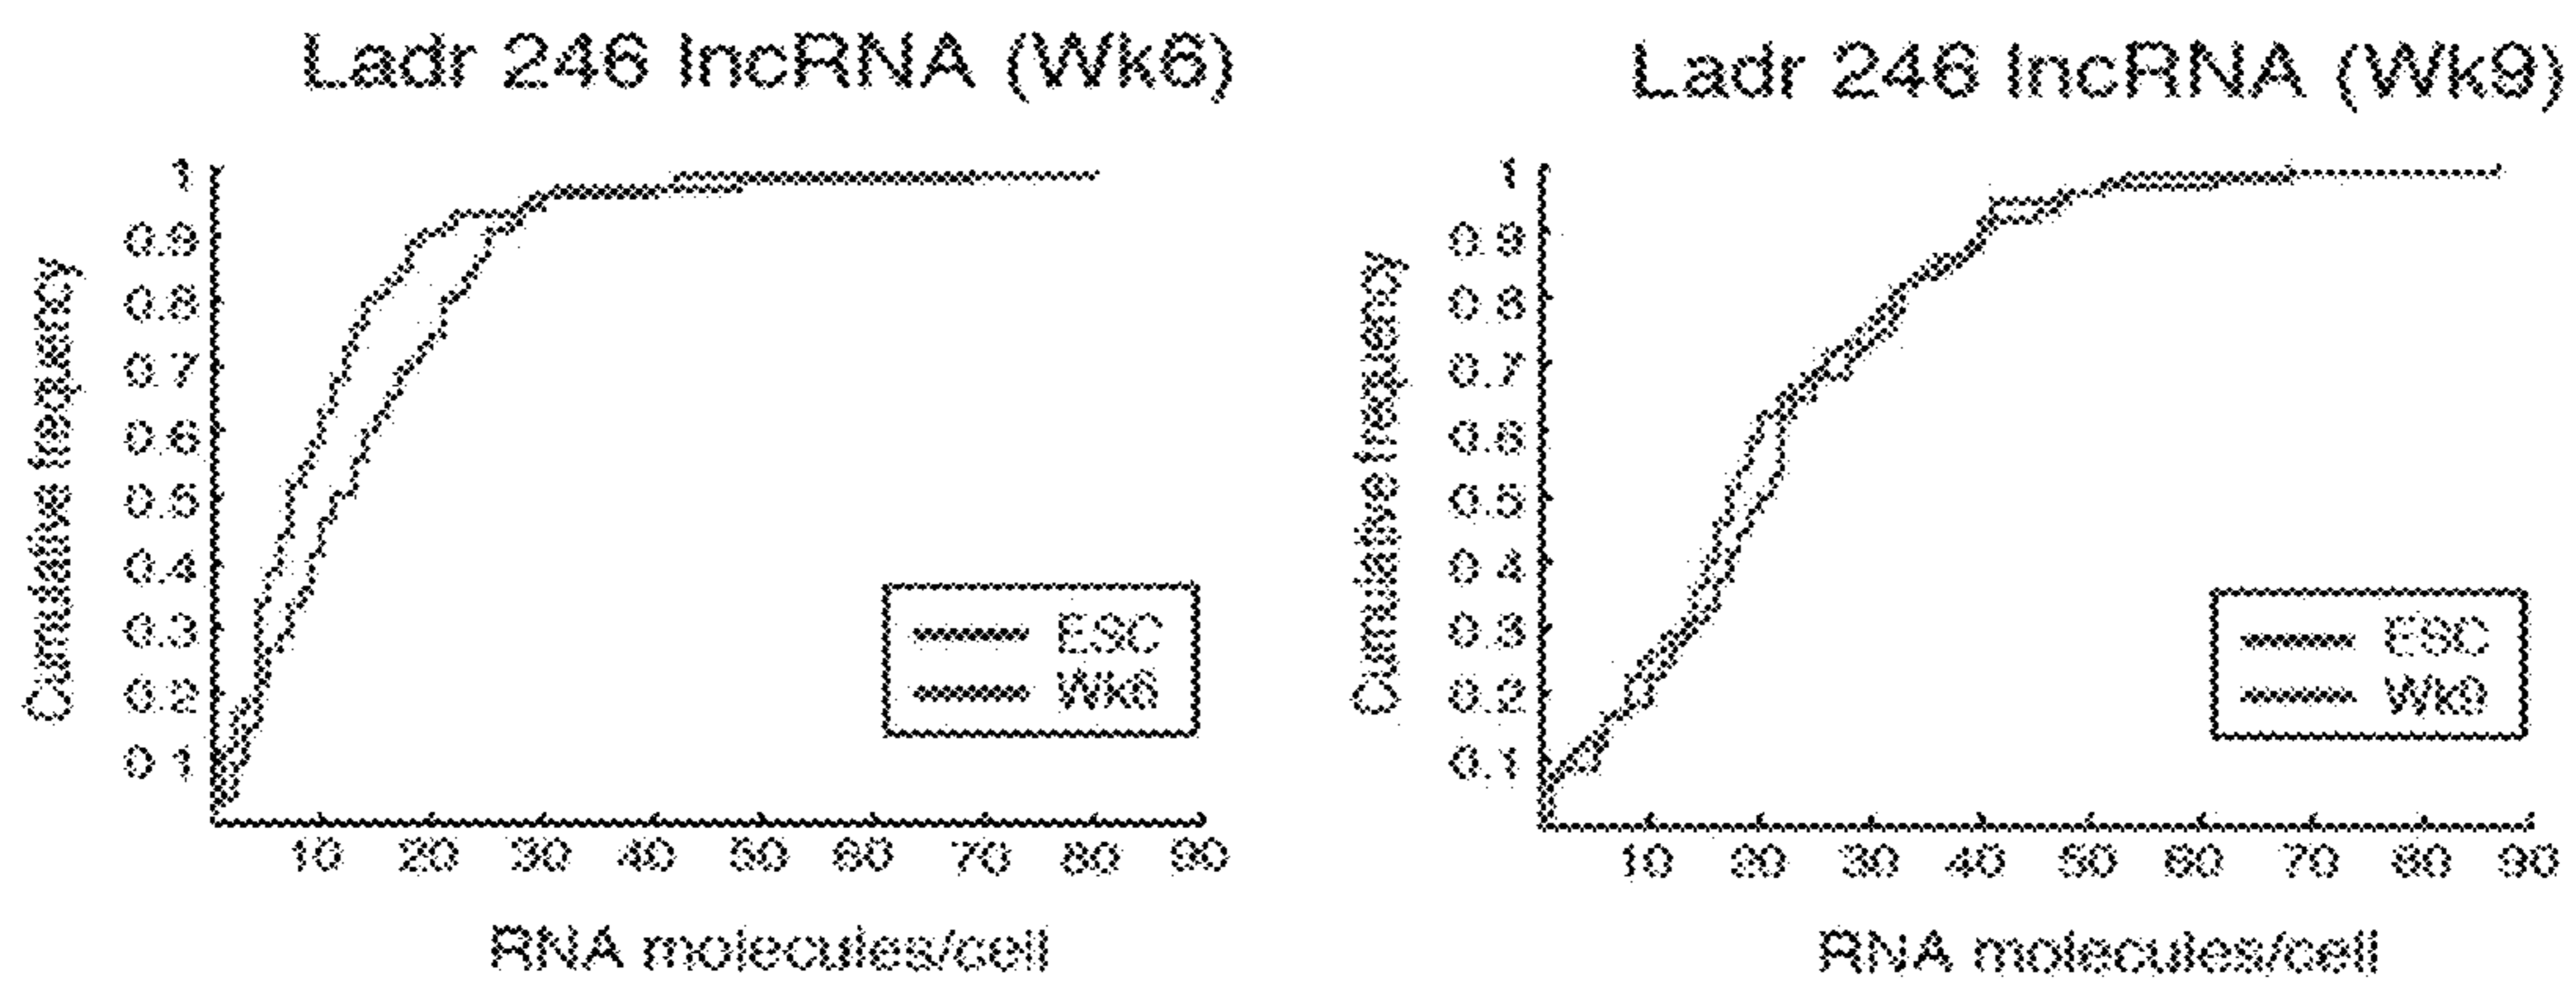 Ladr 246 lncRNA (Wk6)
Cumulative frequency
1
0.9
0.8
0.7
0.6
0.5
0.4
0.3
0.2
0.1
10 20 30 40 50 60 70 80 90
RNA molecules/cell
ESC
Wk6
Ladr 246 lncRNA (Wk9)
Cumulative frequency
1
0.9
0.8
0.7
0.6
0.5
0.4
0.3
0.2
0.1
10 20 30 40 50 60 70 80 90
RNA molecules/cell
ESC
Wk9